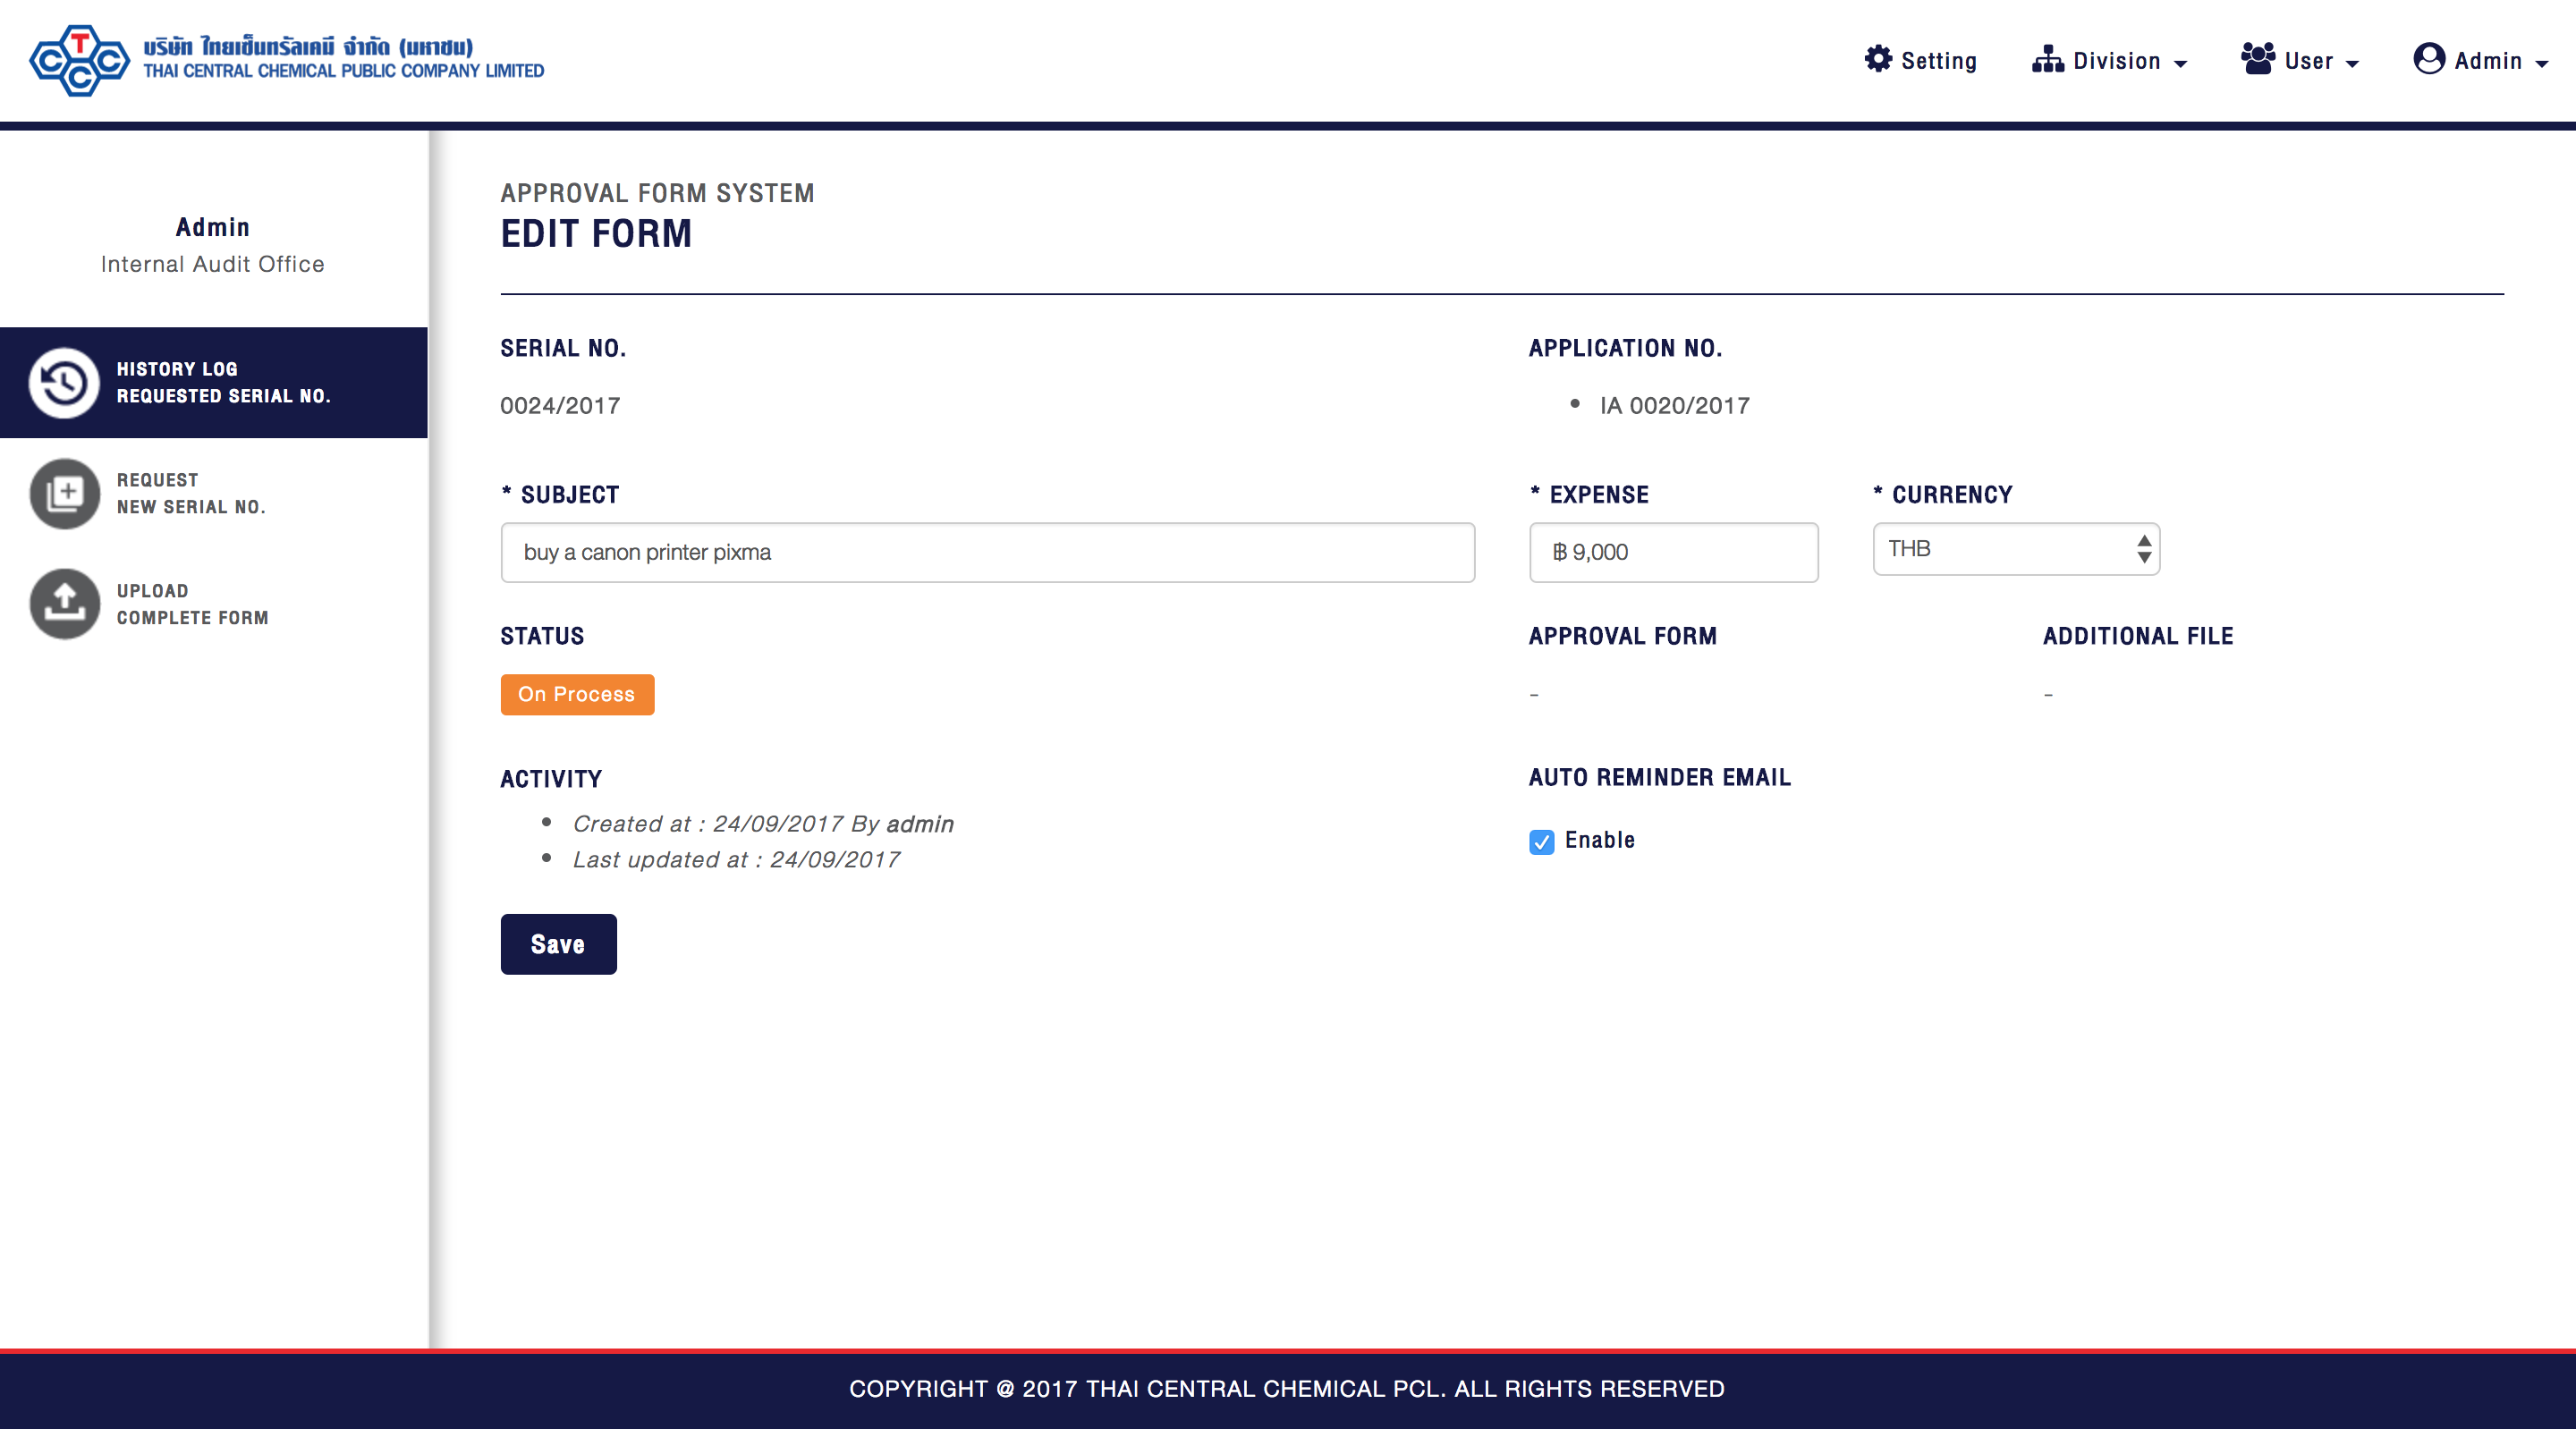 T
C C
C
บริษัท ไทยเซ็นทรัลเคมี จำกัด (มหาชน)
THAI CENTRAL CHEMICAL PUBLIC COMPANY LIMITED
Setting
Division
User
Admin
Admin
Internal Audit Office
HISTORY LOG
REQUESTED SERIAL NO.
REQUEST
NEW SERIAL NO.
UPLOAD
COMPLETE FORM
APPROVAL FORM SYSTEM
EDIT FORM
SERIAL NO.
0024/2017
APPLICATION NO.
• IA 0020/2017
* SUBJECT
buy a canon printer pixma
* EXPENSE
฿ 9,000
* CURRENCY
THB
STATUS
On Process
APPROVAL FORM
-
ADDITIONAL FILE
-
ACTIVITY
• Created at : 24/09/2017 By admin
• Last updated at : 24/09/2017
AUTO REMINDER EMAIL
Enable
Save
COPYRIGHT @ 2017 THAI CENTRAL CHEMICAL PCL. ALL RIGHTS RESERVED